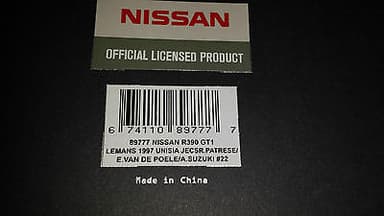 NISSAN
OFFICIAL LICENSED PRODUCT
6 74110 89777 7
89777 NISSAN R390 GT1
LEMANS 1997 UNISIA JECSR.PATRESE/
E.VAN DE POELE/A.SUZUKI #22
Made in China